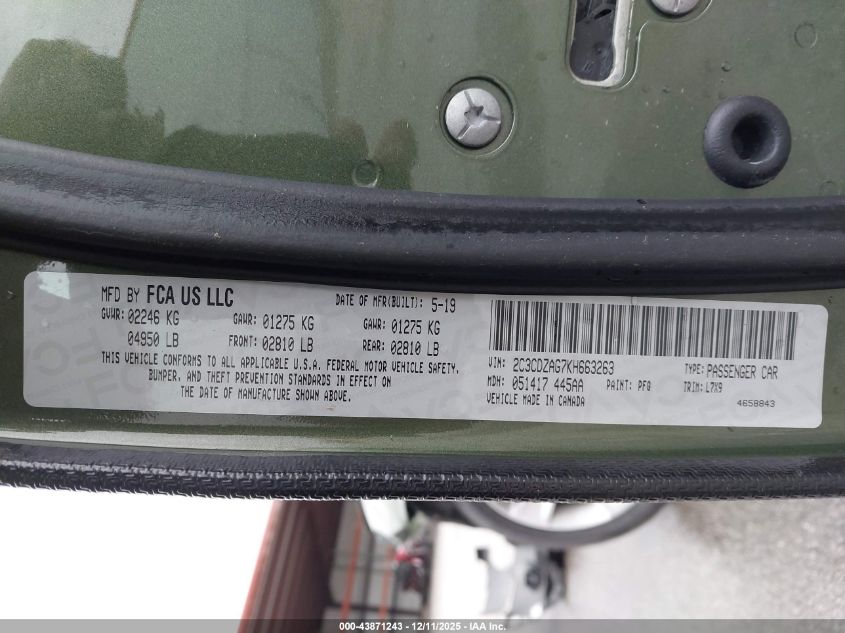 MFD BY FCA US LLC
DATE OF MFR(BUILT): 5-19
GVWR: 02246 KG GAWR: 01275 KG GAWR: 01275 KG
04950 LB FRONT: 02810 LB REAR: 02810 LB
THIS VEHICLE CONFORMS TO ALL APPLICABLE U.S.A. FEDERAL MOTOR VEHICLE SAFETY,
BUMPER, AND THEFT PREVENTION STANDARDS IN EFFECT ON
THE DATE OF MANUFACTURE SHOWN ABOVE.
VIN: 2C3CDZAG7KH663263 TYPE: PASSENGER CAR
MDH: 051417 445AA PAINT: PFQ TRIM: L7X9
VEHICLE MADE IN CANADA 4658843
000-43871243 - 12/11/2025 - IAA Inc.